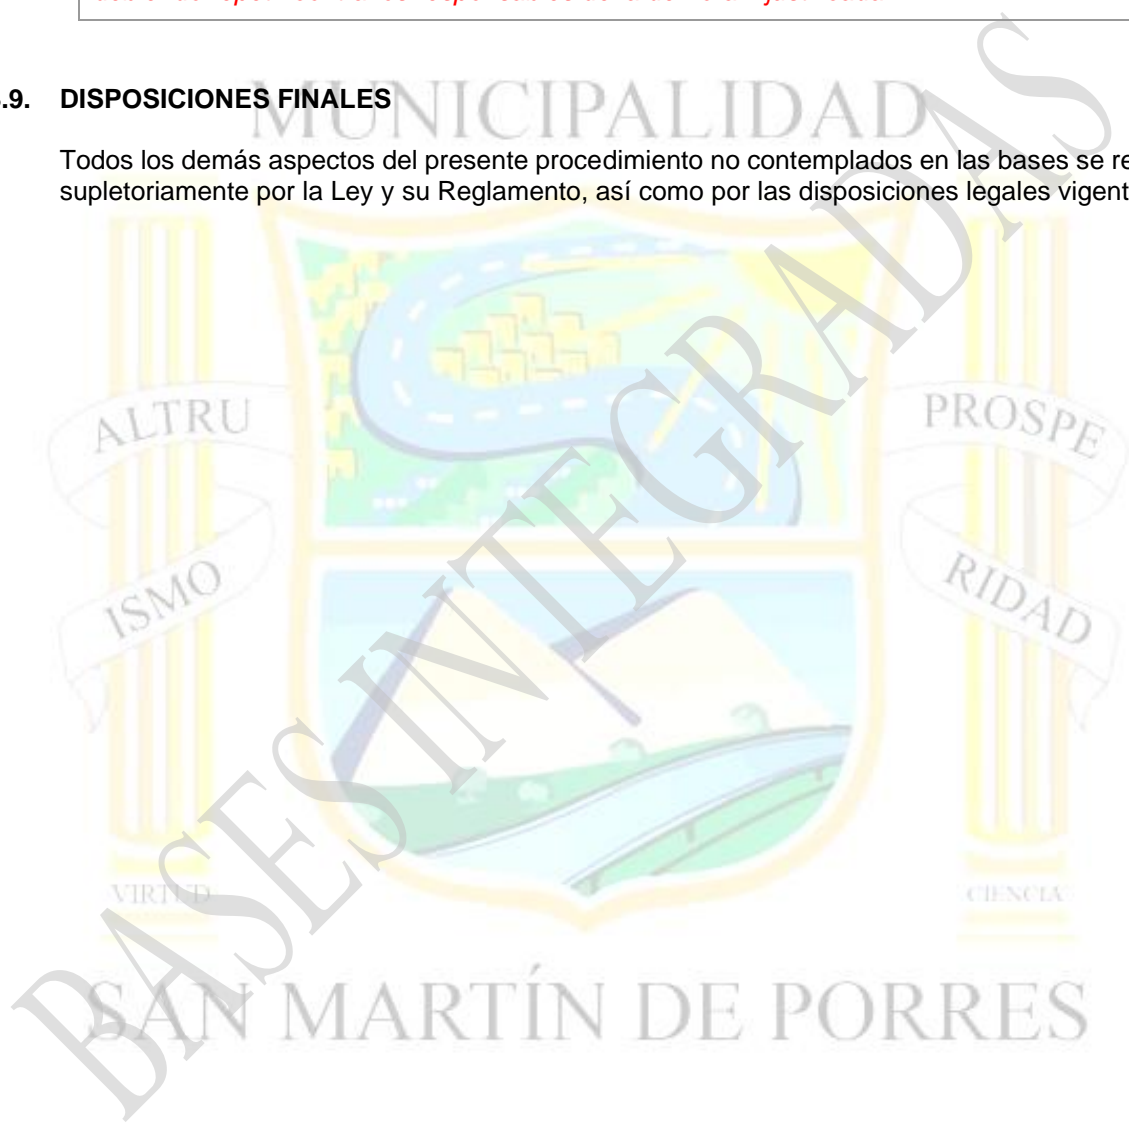 .9. DISPOSICIONES FINALES
MUNICIPALIDAD
Todos los demás aspectos del presente procedimiento no contemplados en las bases se re
supletoriamente por la Ley y su Reglamento, así como por las disposiciones legales vigent
ALTRU
ISMO
PROSPE
RIDAD
BASES INTEGRADAS
VIRTUD
CIENCIA
SAN MARTÍN DE PORRES